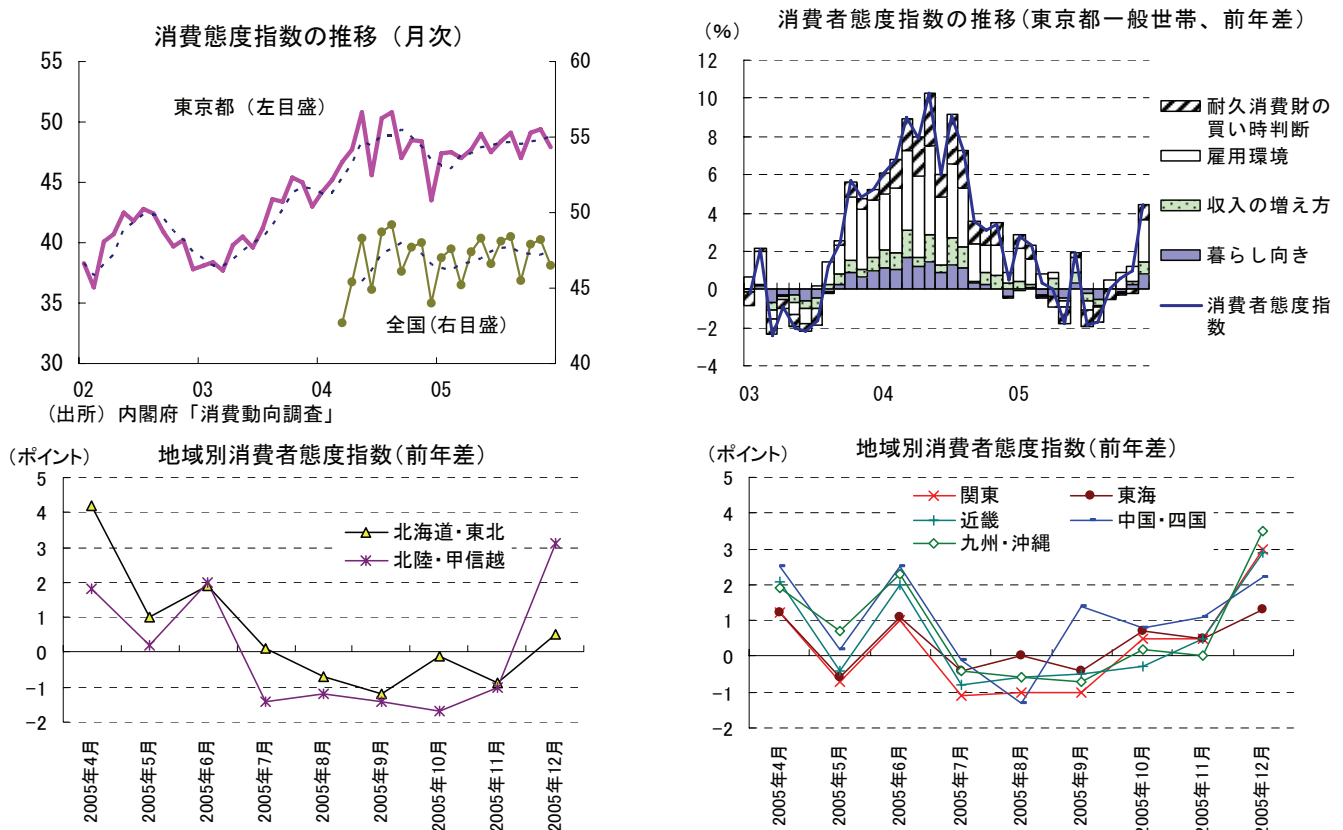 消費態度指数の推移（月次）
55
50
45
40
35
30
60
55
50
45
40
東京都（左目盛）
全国（右目盛）
02
03
04
05
（出所）内閣府「消費動向調査」
消費者態度指数の推移（東京都一般世帯、前年差）
（％）
12
10
8
6
4
2
0
-2
-4
03
04
05
耐久消費財の
買い時判断
雇用環境
収入の増え方
暮らし向き
消費者態度指
数
地域別消費者態度指数（前年差）
（ポイント）
5
4
3
2
1
0
-1
-2
北海道・東北
北陸・甲信越
2005年4月
2005年5月
2005年6月
2005年7月
2005年8月
2005年9月
2005年10月
2005年11月
2005年12月
地域別消費者態度指数（前年差）
（ポイント）
5
4
3
2
1
0
-1
-2
関東
東海
近畿
中国・四国
九州・沖縄
2005年4月
2005年5月
2005年6月
2005年7月
2005年8月
2005年9月
2005年10月
2005年11月
2005年12月